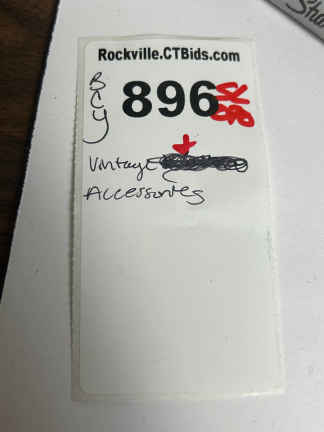 Rockville.CTBids.com
BCY
896
Vintage
Accessories